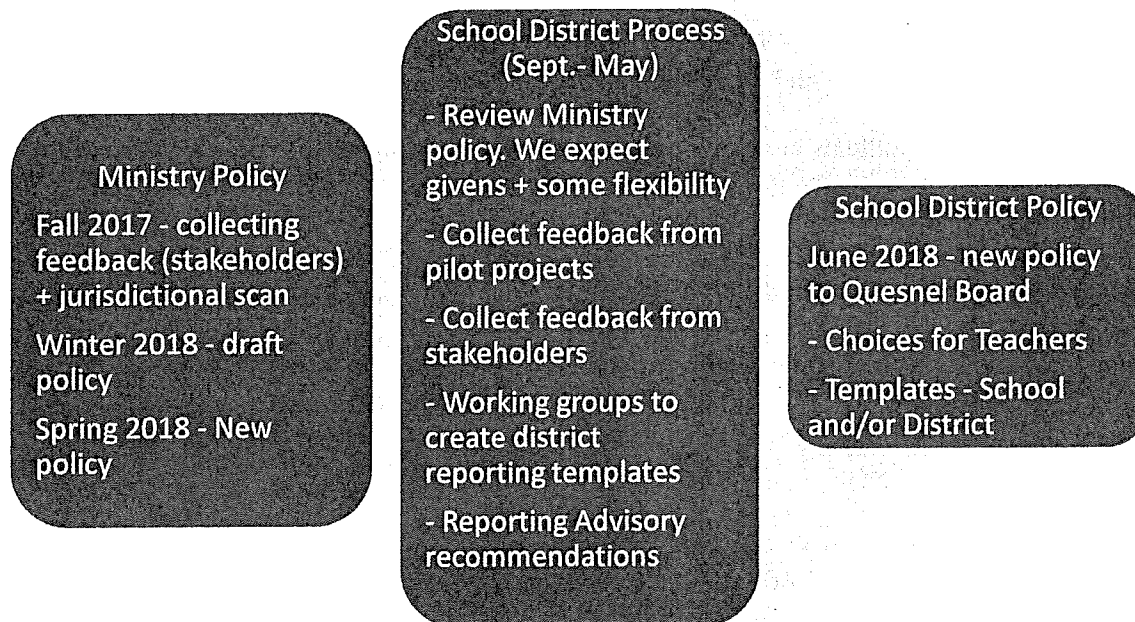 Ministry Policy
Fall 2017 - collecting
feedback (stakeholders)
+ jurisdictional scan
Winter 2018 - draft
policy
Spring 2018 - New
policy
School District Process
(Sept.- May)
- Review Ministry
policy. We expect
givens + some flexibility
- Collect feedback from
pilot projects
- Collect feedback from
stakeholders
- Working groups to
create district
reporting templates
- Reporting Advisory
recommendations
School District Policy
June 2018 - new policy
to Quesnel Board
- Choices for Teachers
- Templates - School
and/or District